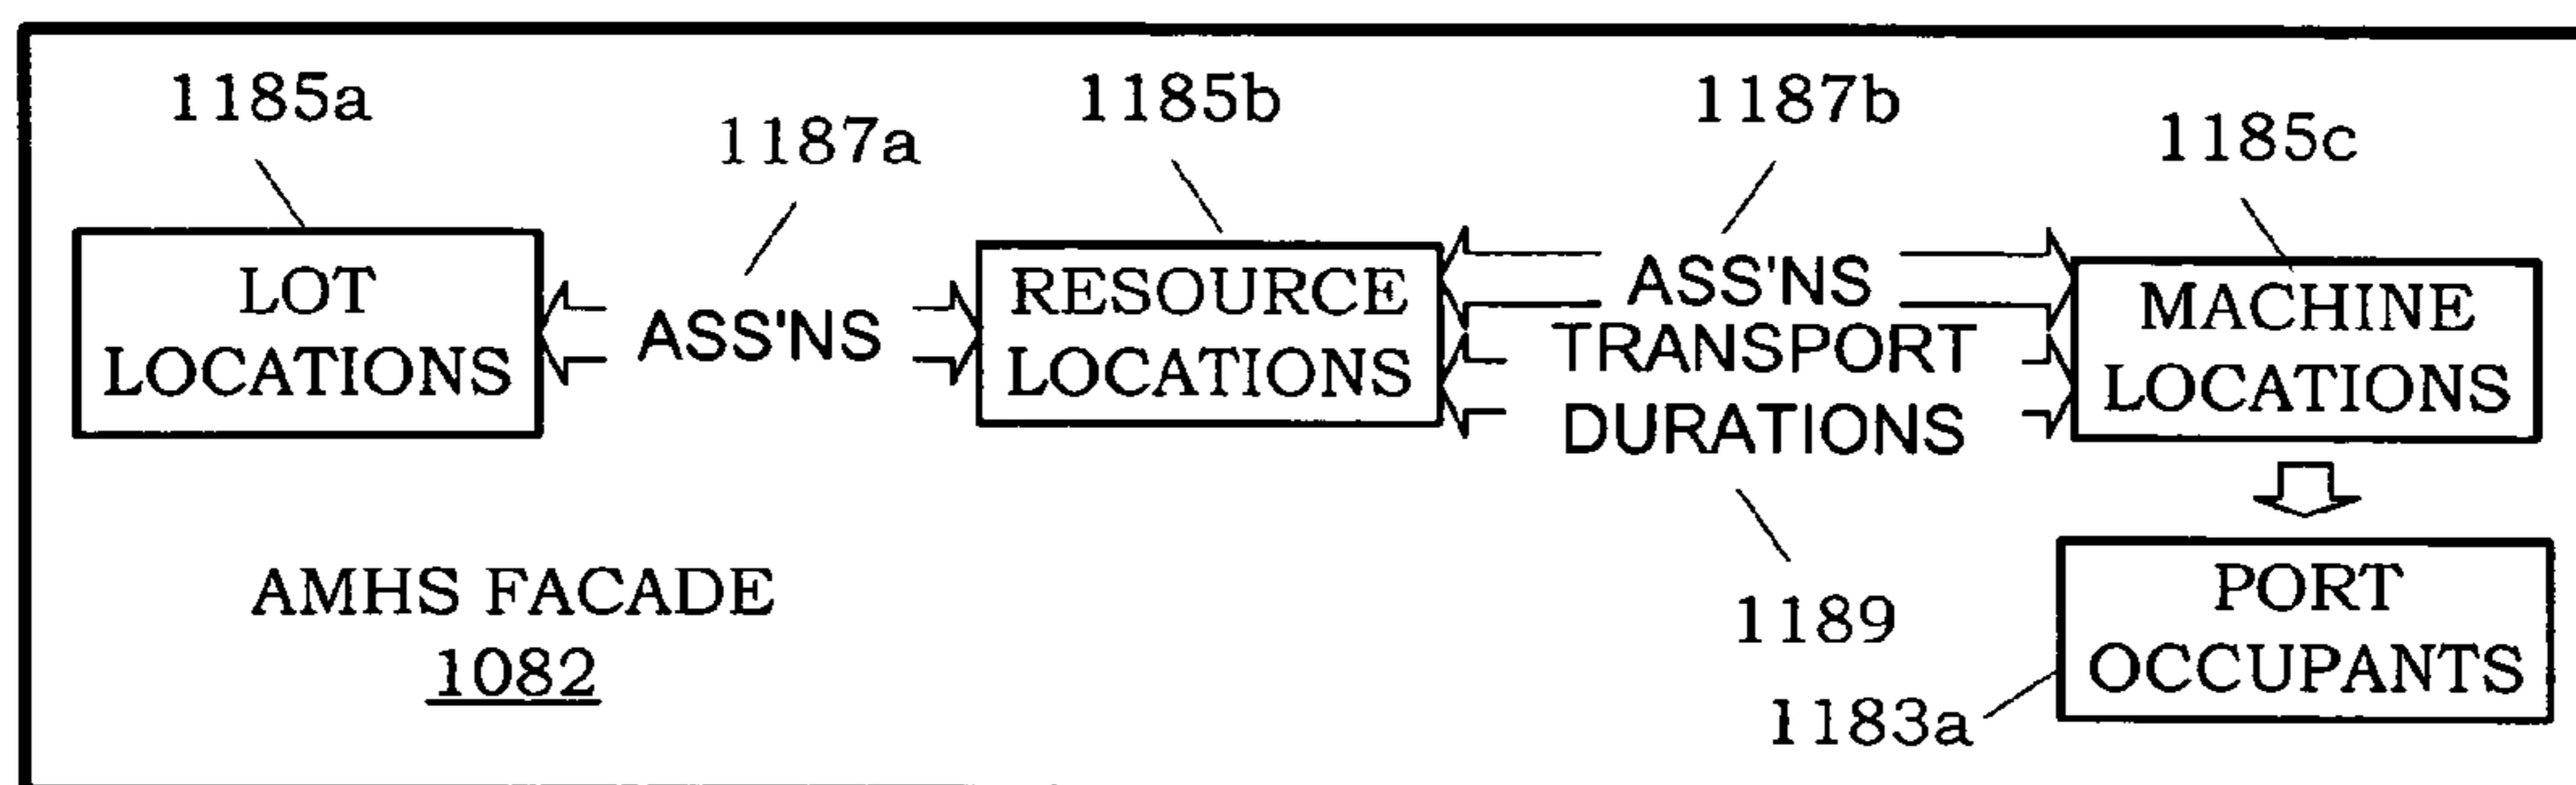 1185a
1187a
1185b
1187b
1185c
LOT
LOCATIONS
ASS'NS
RESOURCE
LOCATIONS
ASS'NS
TRANSPORT
DURATIONS
MACHINE
LOCATIONS
1189
PORT
OCCUPANTS
1183a
AMHS FACADE
1082